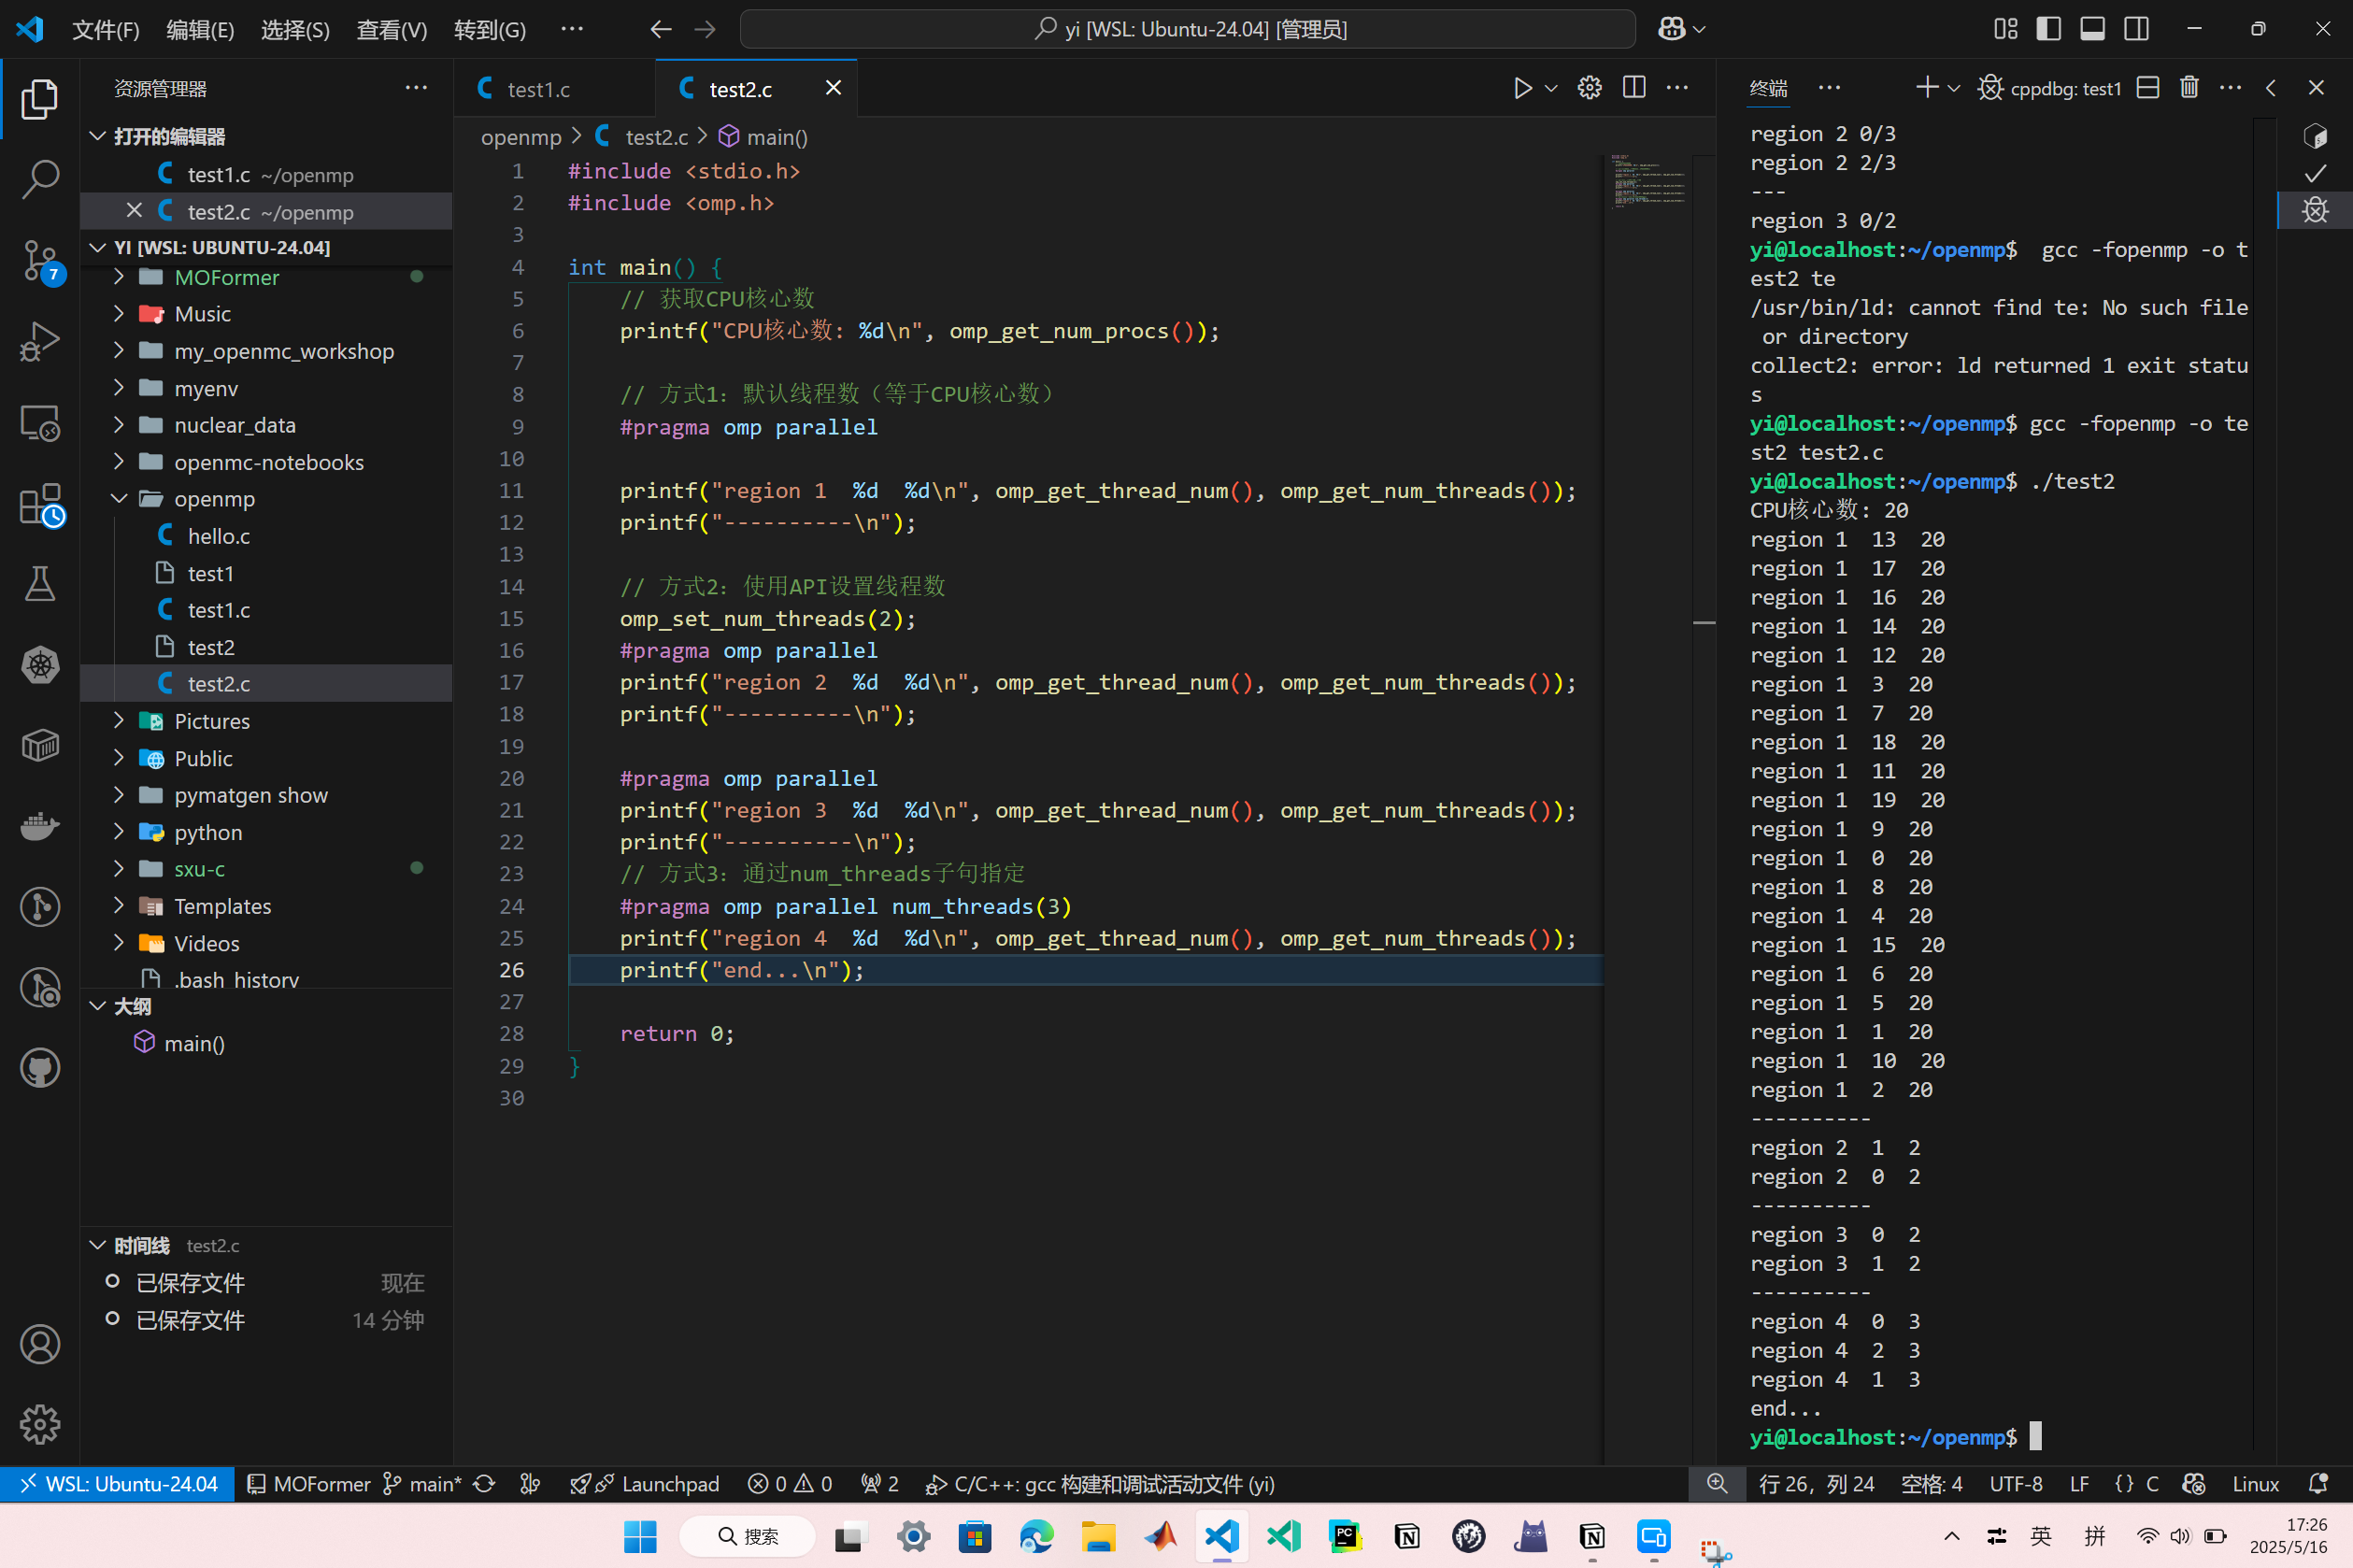 文件(F) 编辑(E) 选择(S) 查看(V) 转到(G) ··· yi [WSL: Ubuntu-24.04] [管理员]
资源管理器
打开的编辑器
test1.c ~/openmp
test2.c ~/openmp
YI [WSL: UBUNTU-24.04]
MOFormer
Music
my_openmc_workshop
myenv
nuclear_data
openmc-notebooks
openmp
hello.c
test1
test1.c
test2
test2.c
Pictures
Public
pymatgen show
python
sxu-c
Templates
Videos
.bash_history
大纲
main()
时间线 test2.c
已保存文件 现在
已保存文件 14 分钟
7
test1.c test2.c
openmp > test2.c > main()
1 #include <stdio.h>
2 #include <omp.h>
3
4 int main() {
5 // 获取CPU核心数
6 printf("CPU核心数: %d\n", omp_get_num_procs());
7
8 // 方式1: 默认线程数（等于CPU核心数）
9 #pragma omp parallel
10
11 printf("region 1  %d  %d\n", omp_get_thread_num(), omp_get_num_threads());
12 printf("----------\n");
13
14 // 方式2: 使用API设置线程数
15 omp_set_num_threads(2);
16 #pragma omp parallel
17 printf("region 2  %d  %d\n", omp_get_thread_num(), omp_get_num_threads());
18 printf("----------\n");
19
20 #pragma omp parallel
21 printf("region 3  %d  %d\n", omp_get_thread_num(), omp_get_num_threads());
22 printf("----------\n");
23 // 方式3: 通过num_threads子句指定
24 #pragma omp parallel num_threads(3)
25 printf("region 4  %d  %d\n", omp_get_thread_num(), omp_get_num_threads());
26 printf("end...\n");
27
28 return 0;
29 }
30
终端 ··· cppdbg: test1
region 2 0/3
region 2 2/3
---
region 3 0/2
yi@localhost:~/openmp$  gcc -fopenmp -o t
est2 te
/usr/bin/ld: cannot find te: No such file
 or directory
collect2: error: ld returned 1 exit statu
s
yi@localhost:~/openmp$ gcc -fopenmp -o te
st2 test2.c
yi@localhost:~/openmp$ ./test2
CPU核心数: 20
region 1  13  20
region 1  17  20
region 1  16  20
region 1  14  20
region 1  12  20
region 1  3  20
region 1  7  20
region 1  18  20
region 1  11  20
region 1  19  20
region 1  9  20
region 1  0  20
region 1  8  20
region 1  4  20
region 1  15  20
region 1  6  20
region 1  5  20
region 1  1  20
region 1  10  20
region 1  2  20
----------
region 2  1  2
region 2  0  2
----------
region 3  0  2
region 3  1  2
----------
region 4  0  3
region 4  2  3
region 4  1  3
end...
yi@localhost:~/openmp$
WSL: Ubuntu-24.04 MOFormer main* Launchpad 0 0 2 C/C++: gcc 构建和调试活动文件 (yi) 行 26，列 24 空格: 4 UTF-8 LF {} C Linux
搜索 PC 英 拼 17:26
2025/5/16